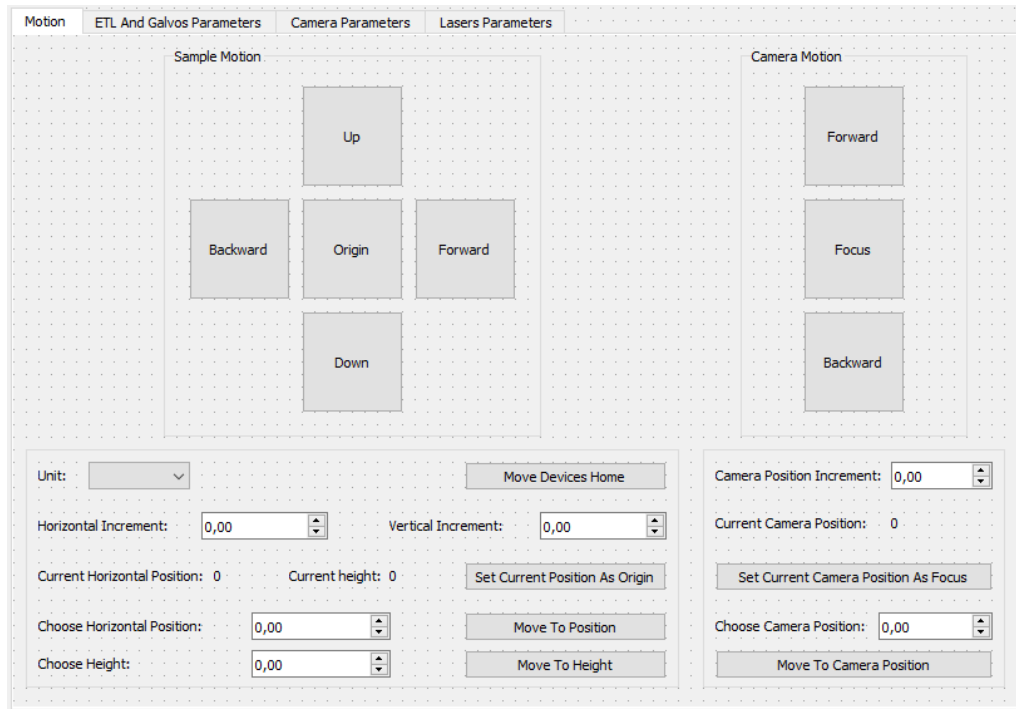 Motion ETL And Galvos Parameters Camera Parameters Lasers Parameters
Sample Motion
Up
Backward Origin Forward
Down
Camera Motion
Forward
Focus
Backward
Unit: Move Devices Home
Horizontal Increment: 0,00 Vertical Increment: 0,00
Current Horizontal Position: 0 Current height: 0 Set Current Position As Origin
Choose Horizontal Position: 0,00 Move To Position
Choose Height: 0,00 Move To Height
Camera Position Increment: 0,00
Current Camera Position: 0
Set Current Camera Position As Focus
Choose Camera Position: 0,00
Move To Camera Position